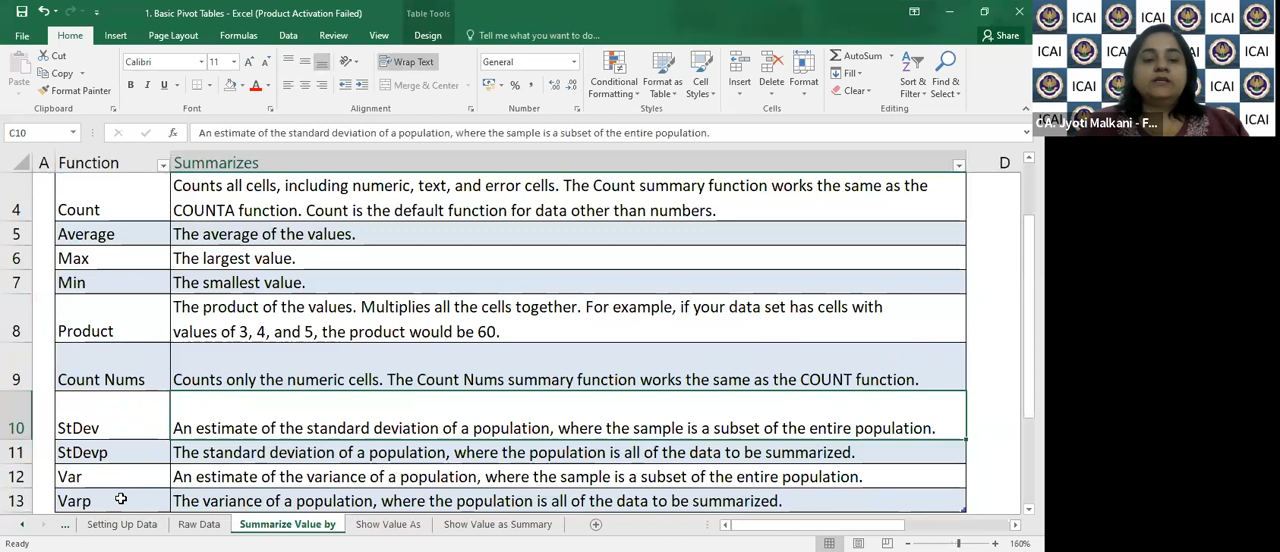 1. Basic Pivot Tables - Excel (Product Activation Failed)
Table Tools
File
Home
Insert
Page Layout
Formulas
Data
Review
View
Design
Tell me what you want to do...
Share
Paste
Cut
Copy
Format Painter
Clipboard
Calibri
11
A
A
B
I
U
A
Font
Wrap Text
Merge & Center
Alignment
General
%
Number
Conditional
Formatting
Format as
Table
Cell
Styles
Styles
Insert
Delete
Format
Cells
AutoSum
Fill
Clear
Sort &
Filter
Find &
Select
Editing
ICAI
ICAI
ICAI
ICAI
ICAI
ICAI
ICAI
CA. Jyoti Malkani - F...
C10
fx
An estimate of the standard deviation of a population, where the sample is a subset of the entire population.
A
Function
Summarizes
D
Counts all cells, including numeric, text, and error cells. The Count summary function works the same as the
4
Count
COUNTA function. Count is the default function for data other than numbers.
5
Average
The average of the values.
6
Max
The largest value.
7
Min
The smallest value.
The product of the values. Multiplies all the cells together. For example, if your data set has cells with
8
Product
values of 3, 4, and 5, the product would be 60.
9
Count Nums
Counts only the numeric cells. The Count Nums summary function works the same as the COUNT function.
10
StDev
An estimate of the standard deviation of a population, where the sample is a subset of the entire population.
11
StDevp
The standard deviation of a population, where the population is all of the data to be summarized.
12
Var
An estimate of the variance of a population, where the sample is a subset of the entire population.
13
Varp
The variance of a population, where the population is all of the data to be summarized.
...
Setting Up Data
Raw Data
Summarize Value by
Show Value As
Show Value as Summary
Ready
160%